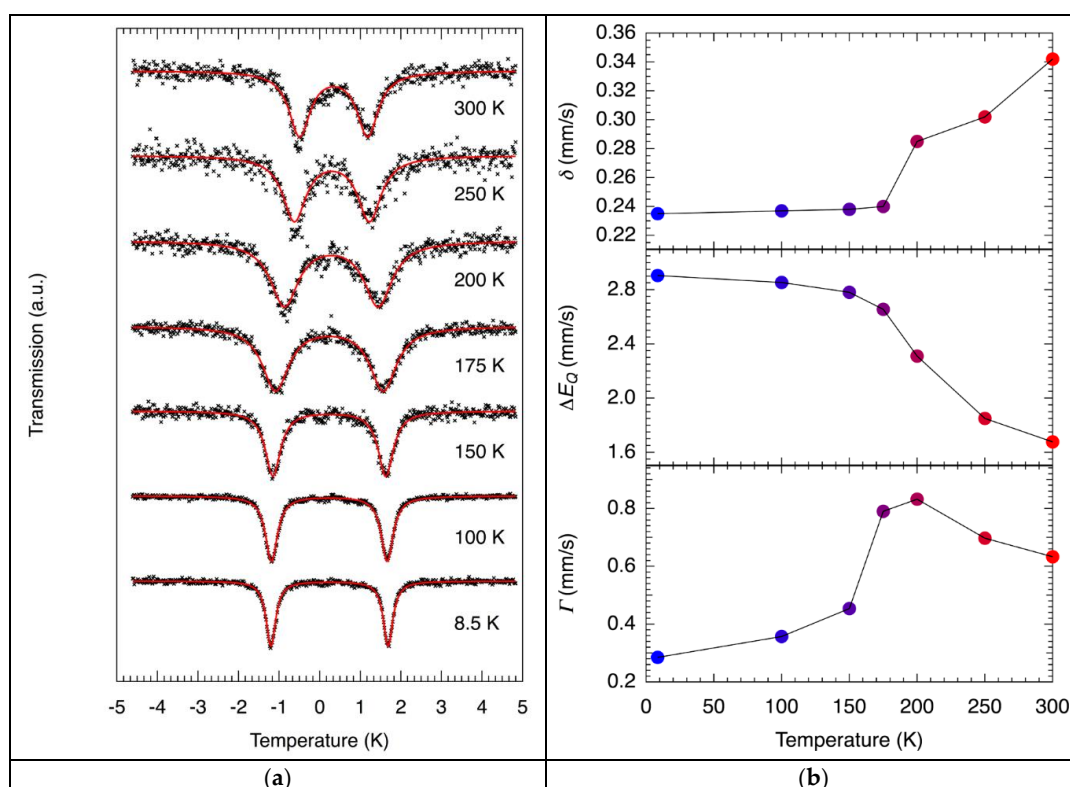 Transmission (a.u.)
300 K
250 K
200 K
175 K
150 K
100 K
8.5 K
-5 -4 -3 -2 -1 0 1 2 3 4 5
Temperature (K)
(a)
0.36
0.34
0.32
0.30
0.28
0.26
0.24
0.22
δ (mm/s)
2.8
2.4
2.0
1.6
ΔE_Q (mm/s)
0.8
0.6
0.4
0.2
Γ (mm/s)
0 50 100 150 200 250 300
Temperature (K)
(b)